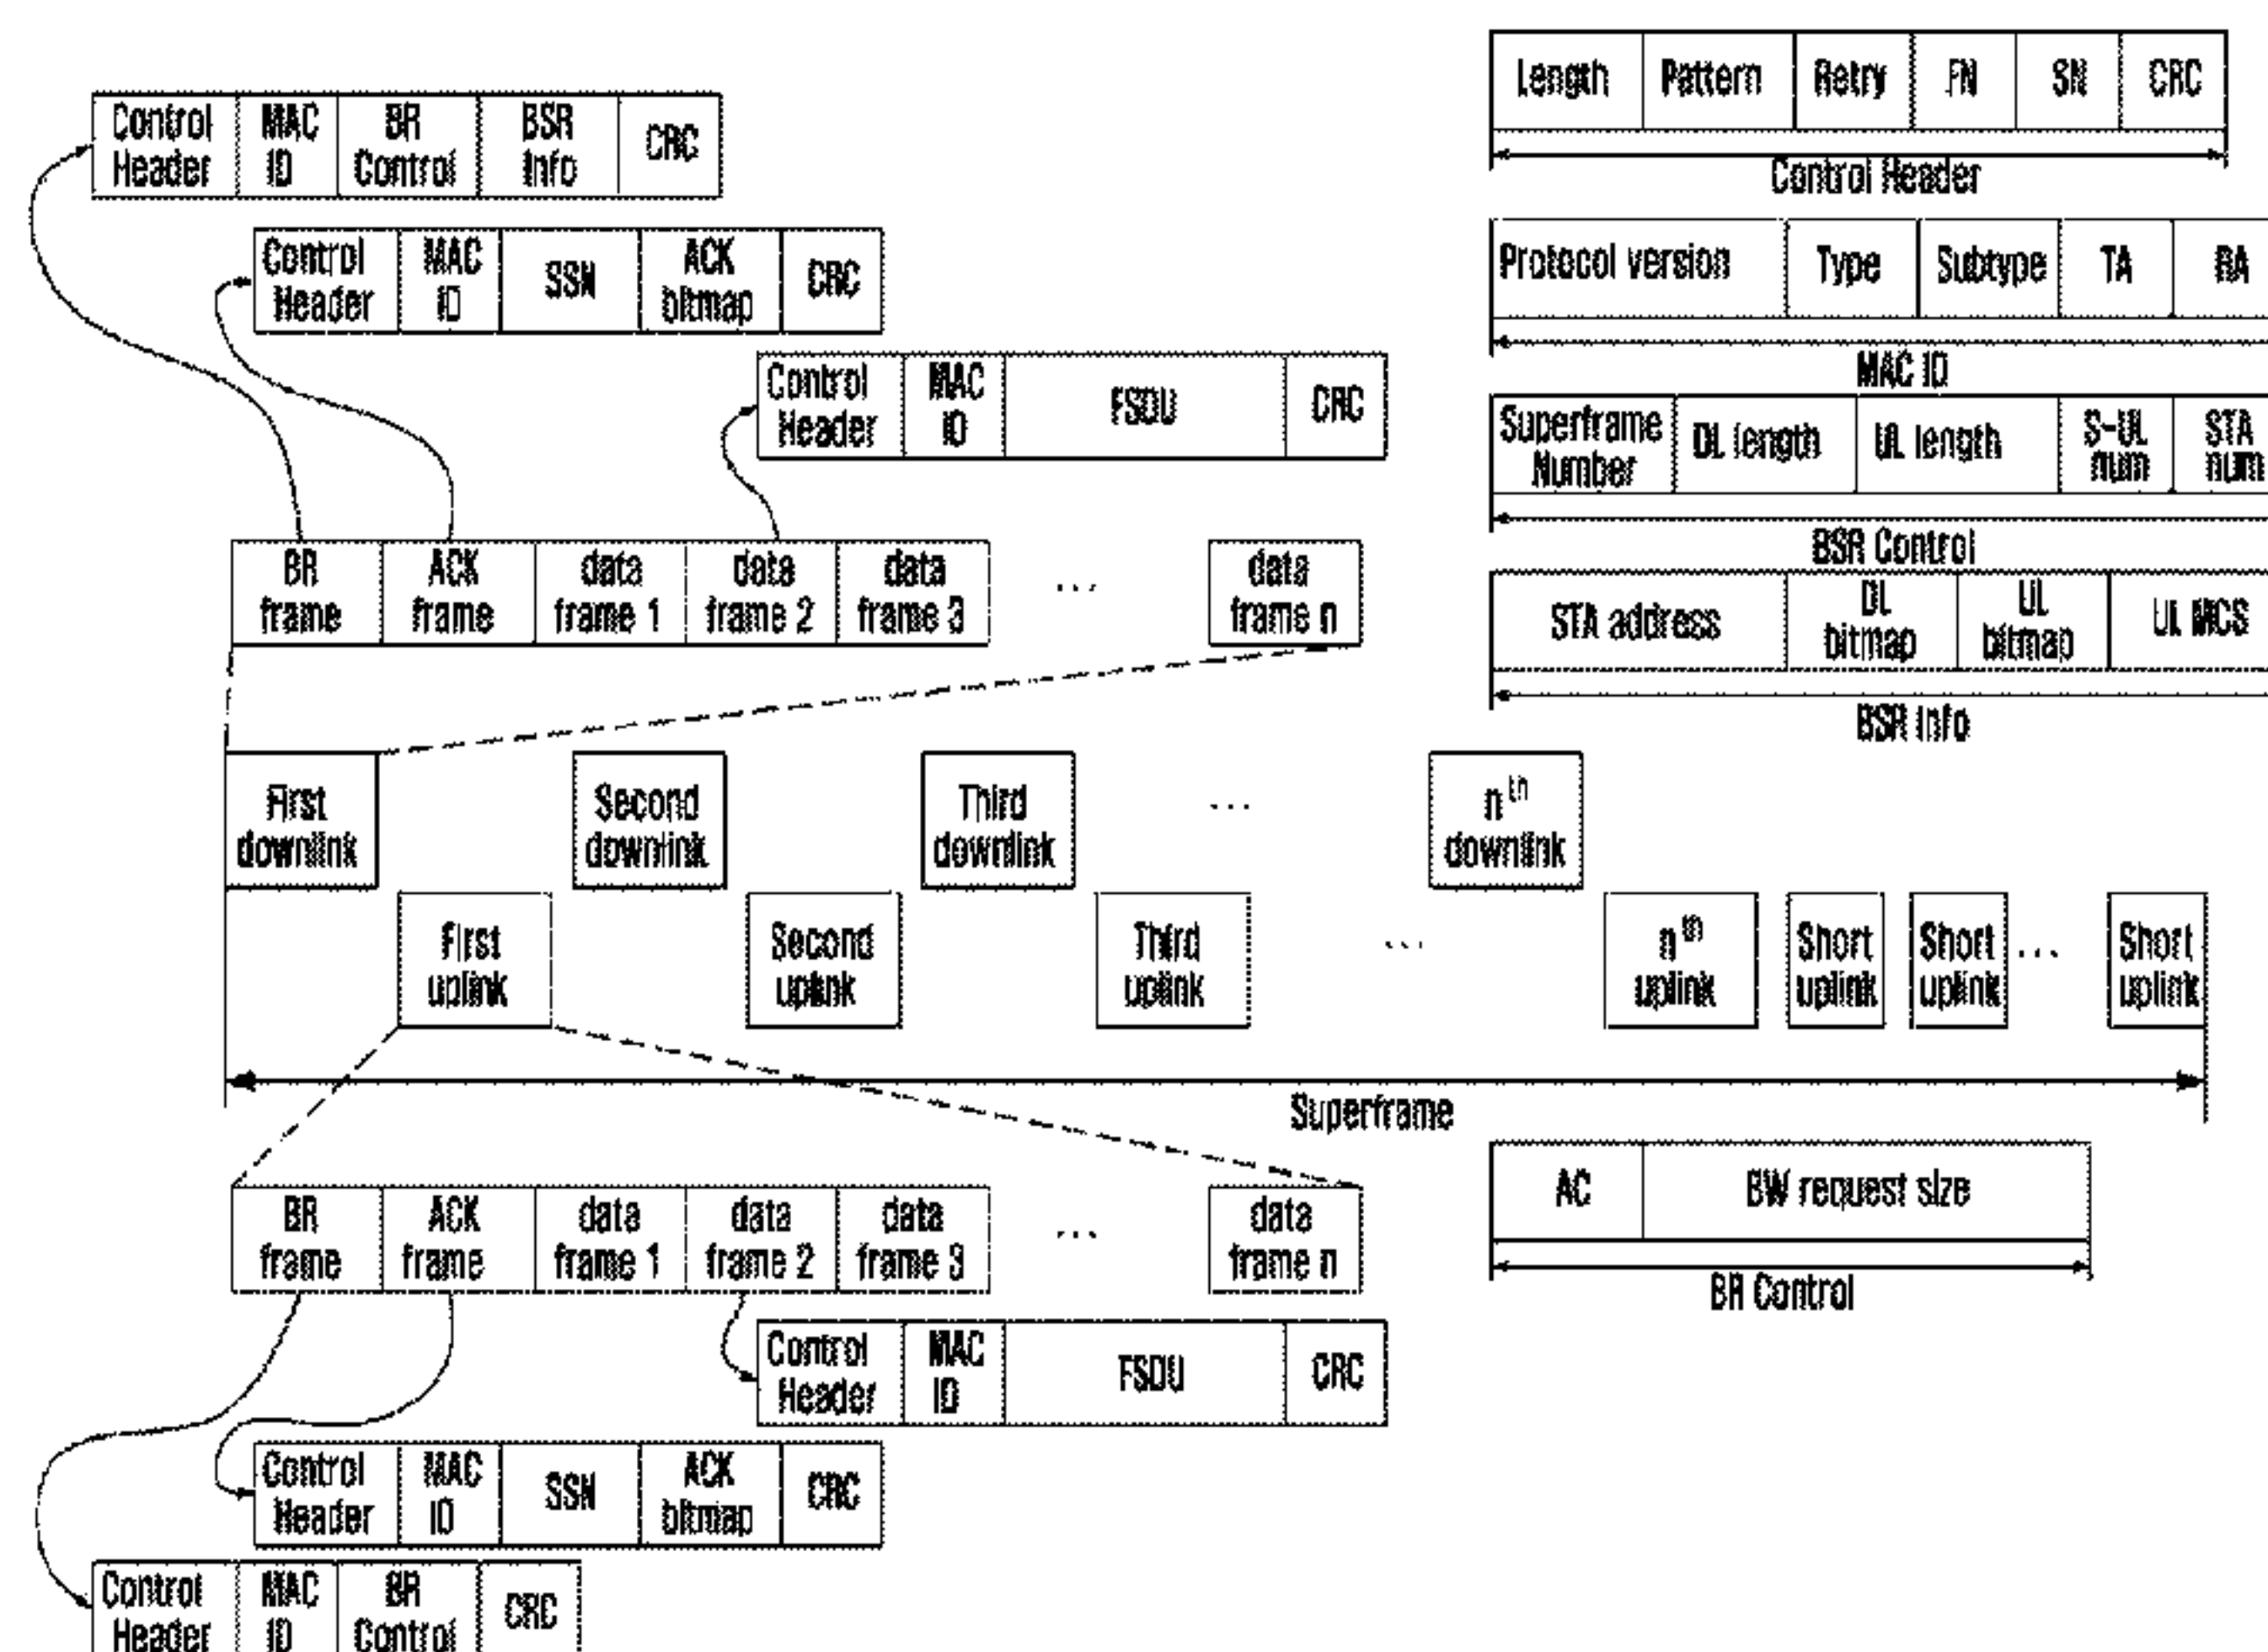 Control Header
MAC ID
BR Control
BSR Info
CRC
Control Header
MAC ID
SSN
ACK bitmap
CRC
Control Header
MAC ID
FSDU
CRC
BR frame
ACK frame
data frame 1
data frame 2
data frame 3
...
data frame n
Length
Pattern
Retry
FN
SN
CRC
Control Header
Protocol version
Type
Subtype
TA
RA
MAC ID
Superframe Number
DL length
UL length
S-UL num
STA num
BSR Control
STA address
DL bitmap
UL bitmap
UL MCS
BSR Info
First downlink
Second downlink
Third downlink
...
nth downlink
First uplink
Second uplink
Third uplink
...
nth uplink
Short uplink
Short uplink
...
Short uplink
Superframe
BR frame
ACK frame
data frame 1
data frame 2
data frame 3
...
data frame n
AC
BW request size
BR Control
Control Header
MAC ID
FSDU
CRC
Control Header
MAC ID
SSN
ACK bitmap
CRC
Control Header
MAC ID
BR Control
CRC